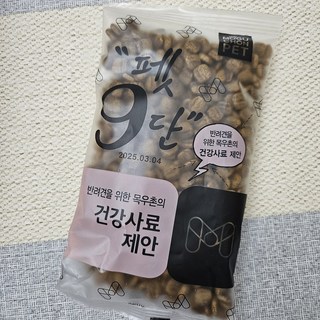 "펫
9단"
2025.03.04
반려견을
위한 목우촌의
건강사료 제안
반려견을 위한 목우촌의
건강사료
제안
PET